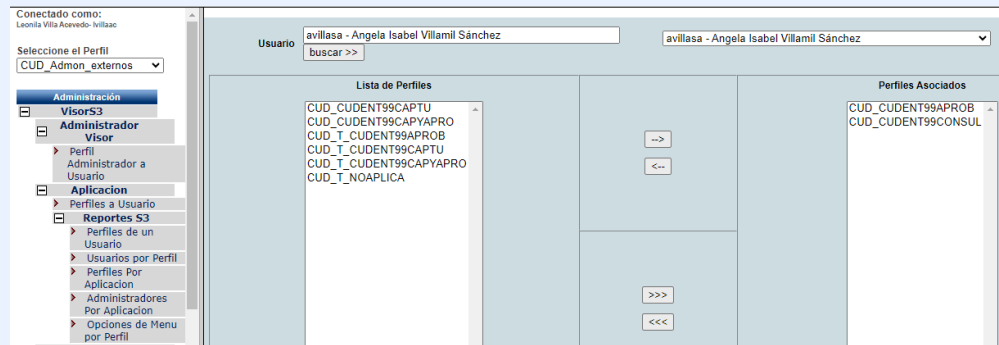 Conectado como:
Leonila Villa Acevedo- lvillaac
Seleccione el Perfil
CUD_Admon_externos
Administración
VisorS3
Administrador
Visor
Perfil
Administrador a
Usuario
Aplicacion
Perfiles a Usuario
Reportes S3
Perfiles de un
Usuario
Usuarios por Perfil
Perfiles Por
Aplicacion
Administradores
Por Aplicacion
Opciones de Menu
por Perfil
Usuario
avillasa - Angela Isabel Villamil Sánchez
buscar >>
avillasa - Angela Isabel Villamil Sánchez
Lista de Perfiles
CUD_CUDENT99CAPTU
CUD_CUDENT99CAPYAPRO
CUD_T_CUDENT99APROB
CUD_T_CUDENT99CAPTU
CUD_T_CUDENT99CAPYAPRO
CUD_T_NOAPLICA
-->
<--
>>>
<<<
Perfiles Asociados
CUD_CUDENT99APROB
CUD_CUDENT99CONSUL